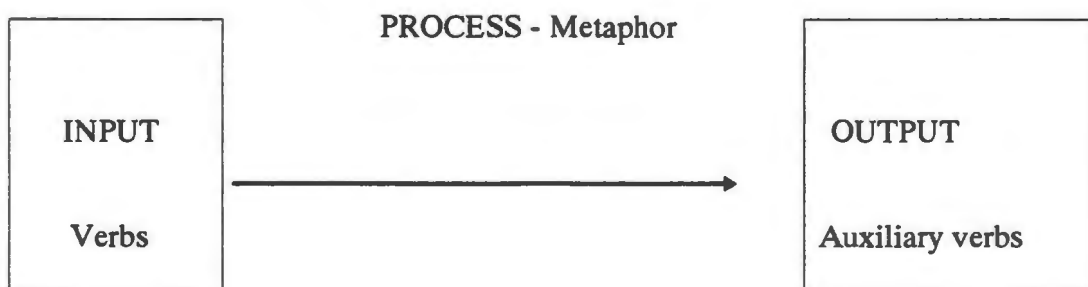 PROCESS - Metaphor
INPUT
Verbs
OUTPUT
Auxiliary verbs